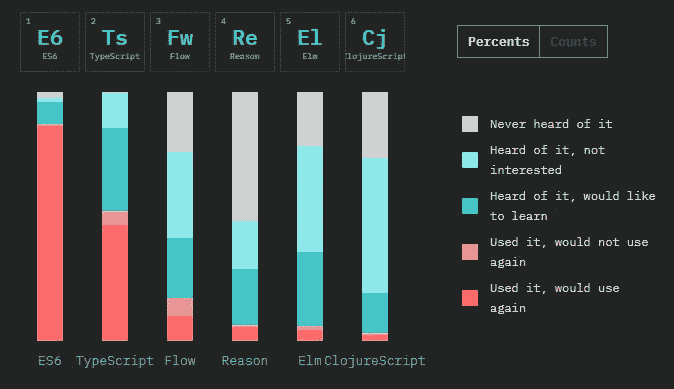 1 2 3 4 5 6
E6 Ts Fw Re El Cj
ES6 TypeScript Flow Reason Elm ClojureScript
Percents Counts
Never heard of it
Heard of it, not
interested
Heard of it, would like
to learn
Used it, would not use
again
Used it, would use
again
ES6 TypeScript Flow Reason Elm ClojureScript